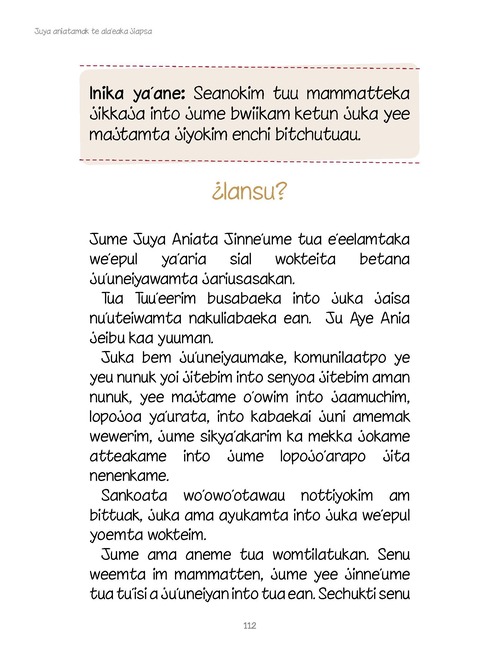 Juya aniatamak te ala'eaka jiapsa
Inika ya'ane: Seanokim tuu mammatteka
jikkaja into jume bwiikam ketun juka yee
majtamta jiyokim enchi bitchutuau.
¿Iansu?
Jume Juya Aniata Jinne'ume tua e'eelamtaka
we'epul ya'aria sial wokteita betana
ju'uneiyawamta jariusasakan.
Tua Tuu'eerim busabaeka into juka jaisa
nu'uteiwamta nakuliabaeka ean. Ju Aye Ania
jeibu kaa yuuman.
Juka bem ju'uneiyaumake, komunilaatpo ye
yeu nunuk yoi jitebim into senyoa jitebim aman
nunuk, yee majtame o'owim into jaamuchim,
lopojoa ya'urata, into kabaekai juni amemak
wewerim, jume sikya'akarim ka mekka jokame
atteakame into jume lopojo'arapo jita
nenenkame.
Sankoata wo'owo'otawau nottiyokim am
bittuak, juka ama ayukamta into juka we'epul
yoemta wokteim.
Jume ama aneme tua womtilatukan. Senu
weemta im mammatten, jume yee jinne'ume
tua tu'isi a ju'uneiyan into tua ean. Sechukti senu
112